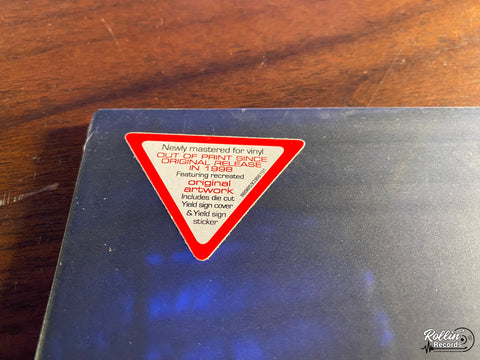 Newly mastered for vinyl
OUT OF PRINT SINCE
ORIGINAL RELEASE
IN 1998
Featuring recreated
original
artwork
Includes die cut
Yield sign cover
& Yield sign
sticker
Rollin
Records